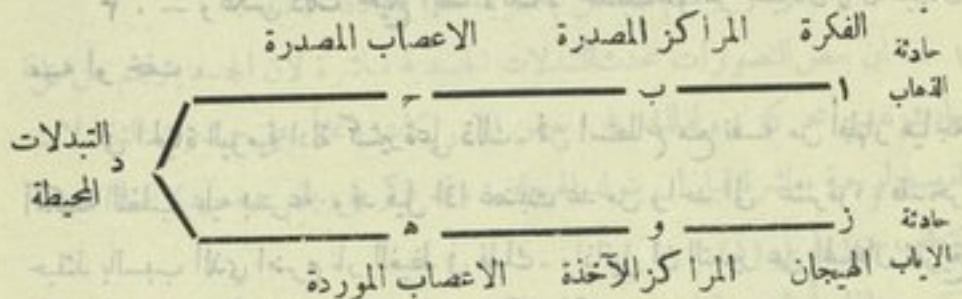 الفكرة المراكز المصدرة الاعصاب المصدرة
حادثة
الذهاب
ا ب ج
التبدلات
د
المحيطة
ز و ه
حادثة
الاياب
الهيجان المراكز الآخذة الاعصاب الموردة